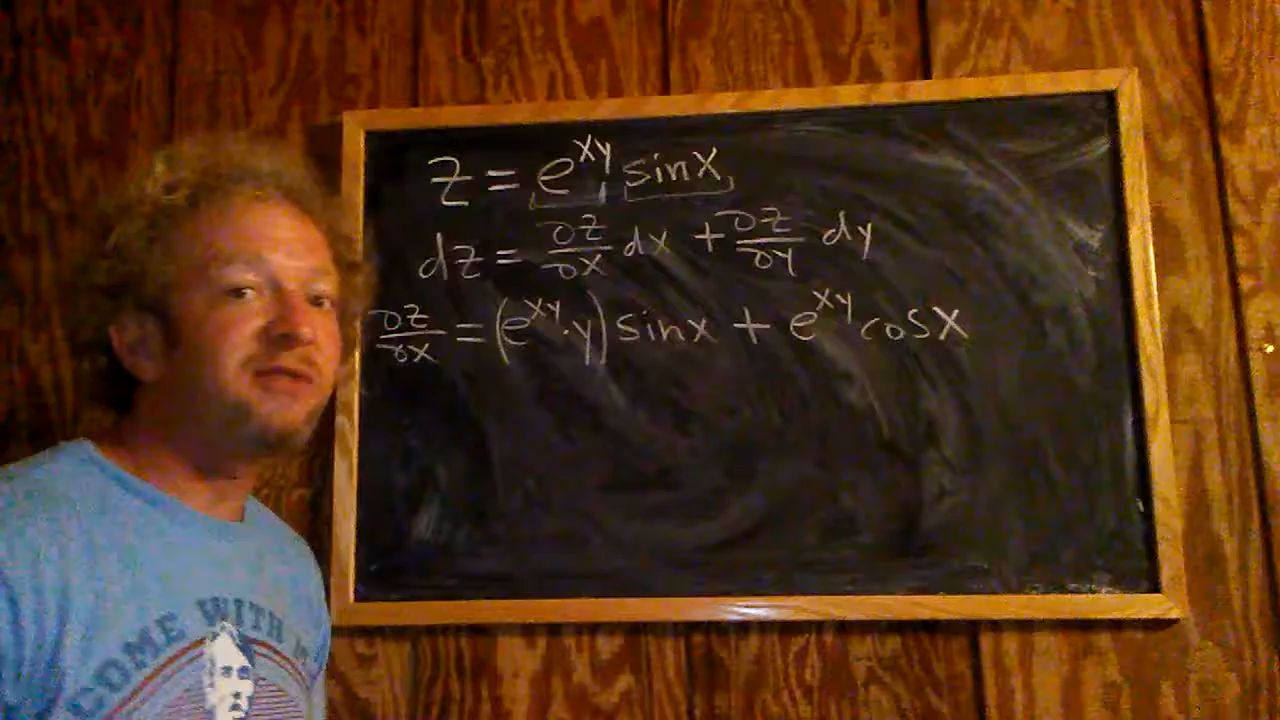 z = e^{xy} sinx
dz = ∂z/∂x dx + ∂z/∂y dy
∂z/∂x = (e^{xy}·y) sinx + e^{xy} cosx
COME WITH